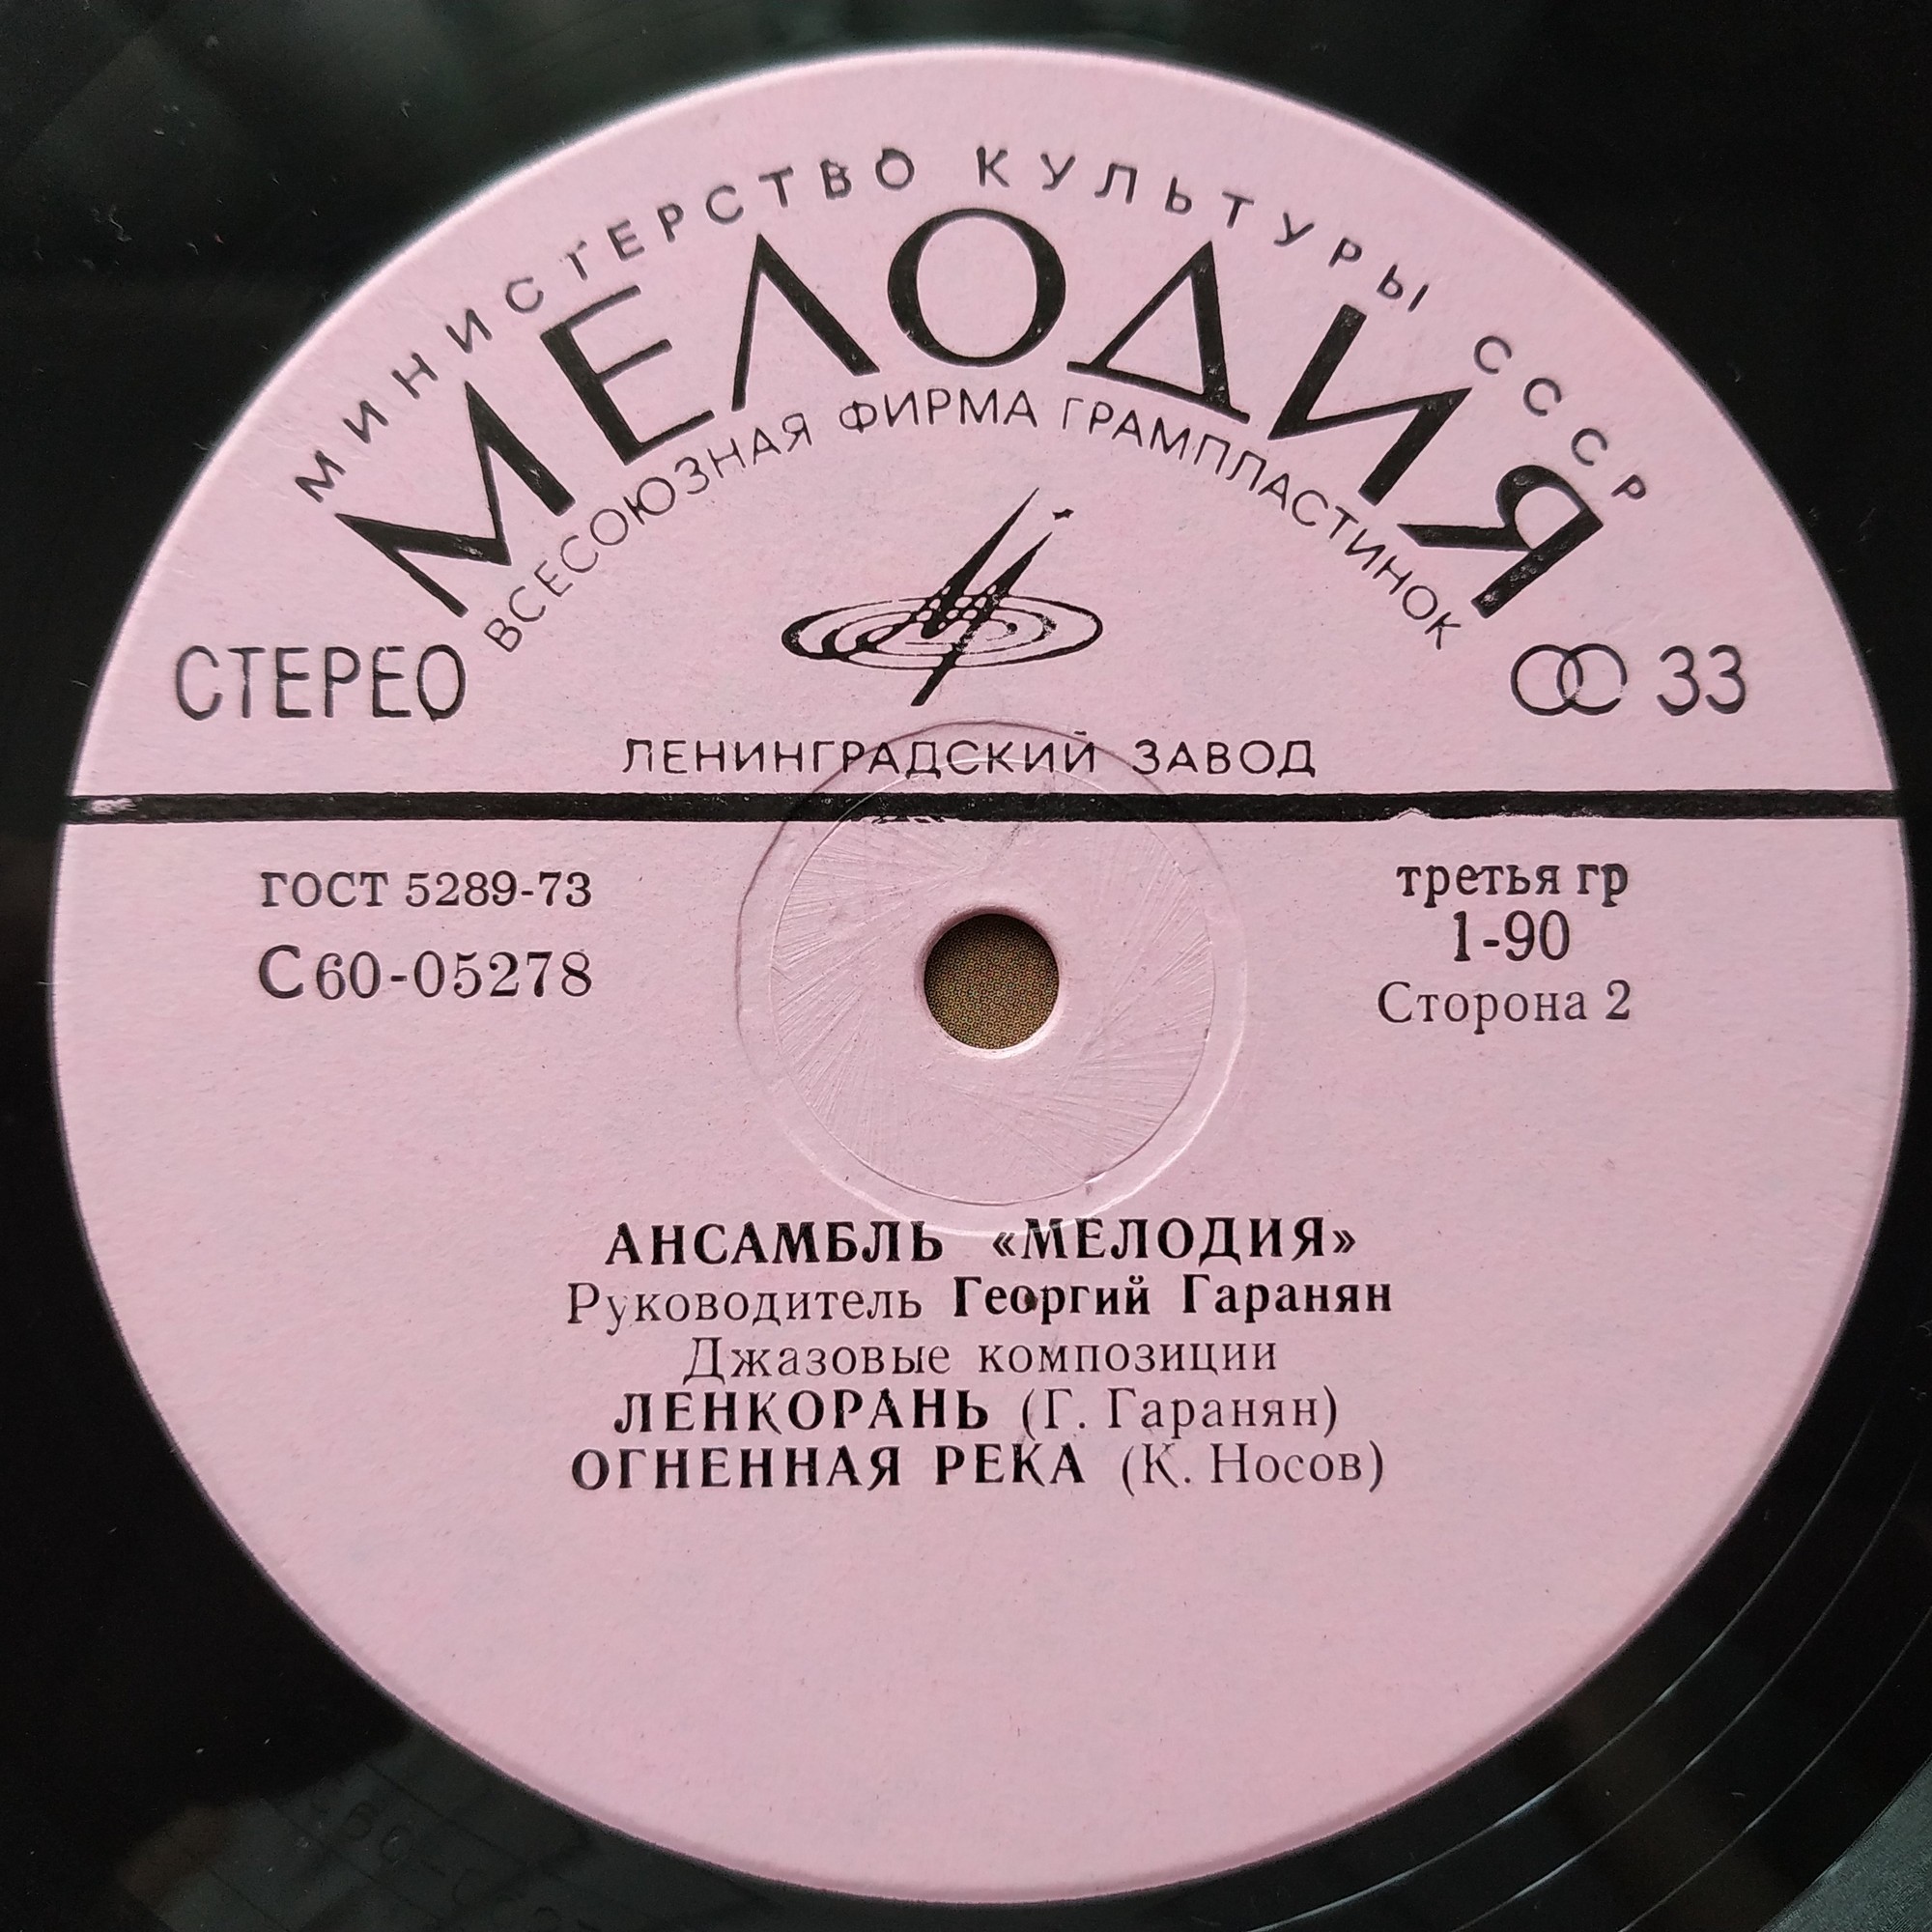 МИНИСТЕРСТВО КУЛЬТУРЫ СССР
МЕЛОДИЯ
ВСЕСОЮЗНАЯ ФИРМА ГРАМПЛАСТИНОК
СТЕРЕО
33
ЛЕНИНГРАДСКИЙ ЗАВОД
ГОСТ 5289-73
С60-05278
третья гр
1-90
Сторона 2
АНСАМБЛЬ «МЕЛОДИЯ»
Руководитель Георгий Гаранян
Джазовые композиции
ЛЕНКОРАНЬ (Г. Гаранян)
ОГНЕННАЯ РЕКА (К. Носов)